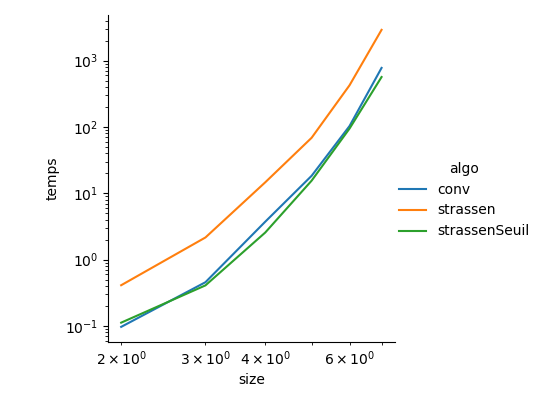 10³
10²
10¹
10⁰
10⁻¹
temps
2 × 10⁰
3 × 10⁰
4 × 10⁰
6 × 10⁰
size
algo
conv
strassen
strassenSeuil